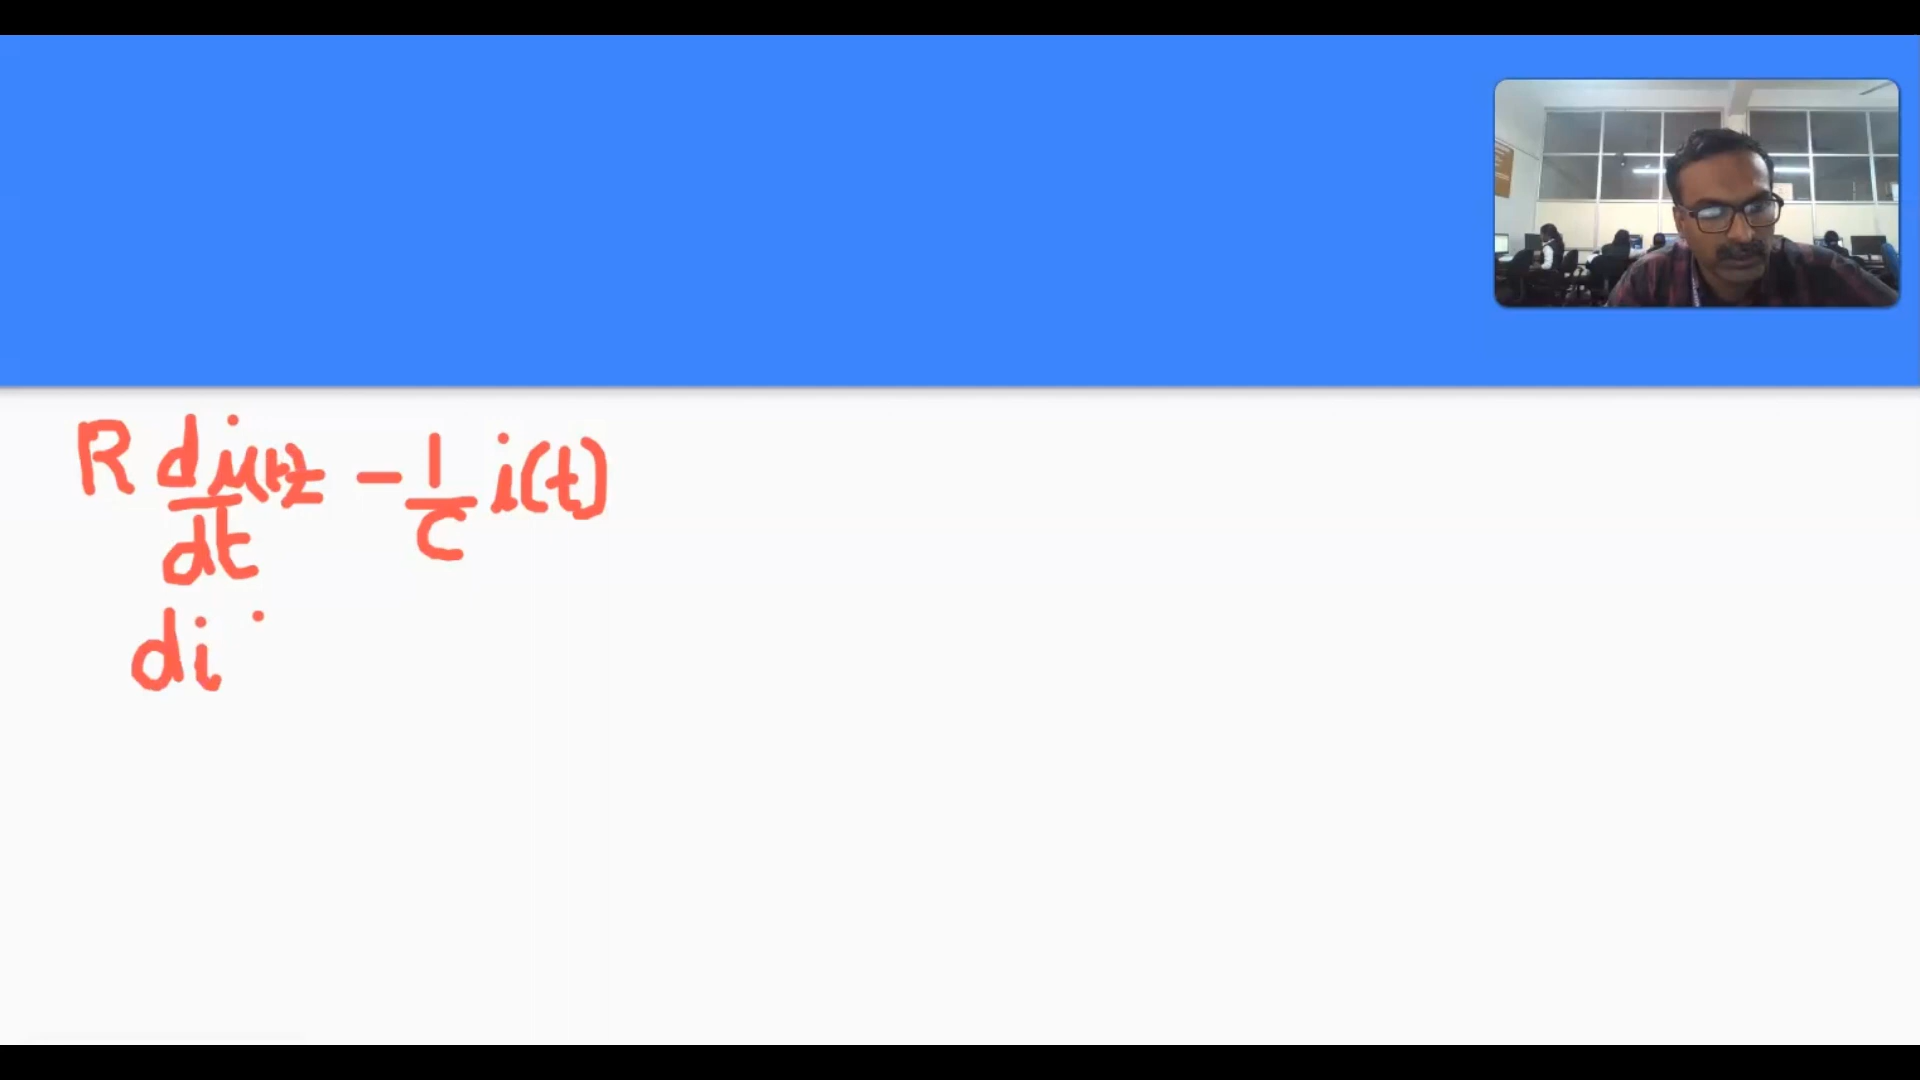 R di(t)/dt = -1/C i(t)
di